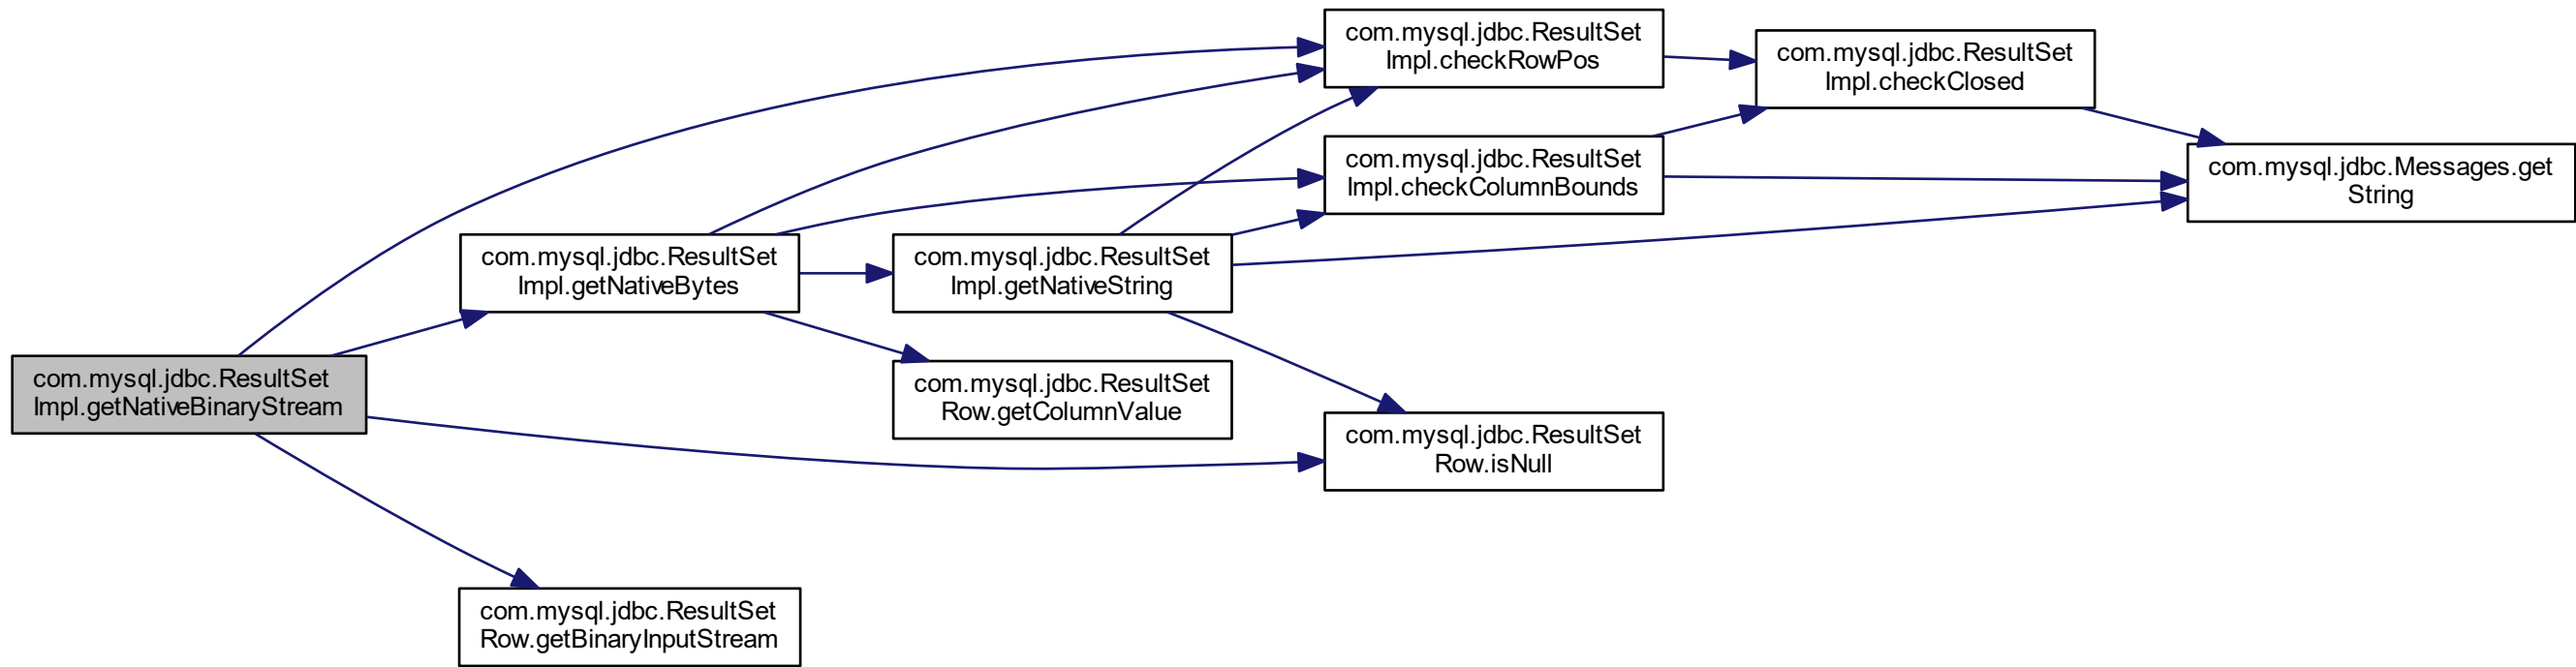 com.mysql.jdbc.ResultSet
Impl.getNativeBinaryStream
com.mysql.jdbc.ResultSet
Impl.getNativeBytes
com.mysql.jdbc.ResultSet
Row.getBinaryInputStream
com.mysql.jdbc.ResultSet
Impl.getNativeString
com.mysql.jdbc.ResultSet
Row.getColumnValue
com.mysql.jdbc.ResultSet
Impl.checkRowPos
com.mysql.jdbc.ResultSet
Impl.checkColumnBounds
com.mysql.jdbc.ResultSet
Row.isNull
com.mysql.jdbc.ResultSet
Impl.checkClosed
com.mysql.jdbc.Messages.get
String